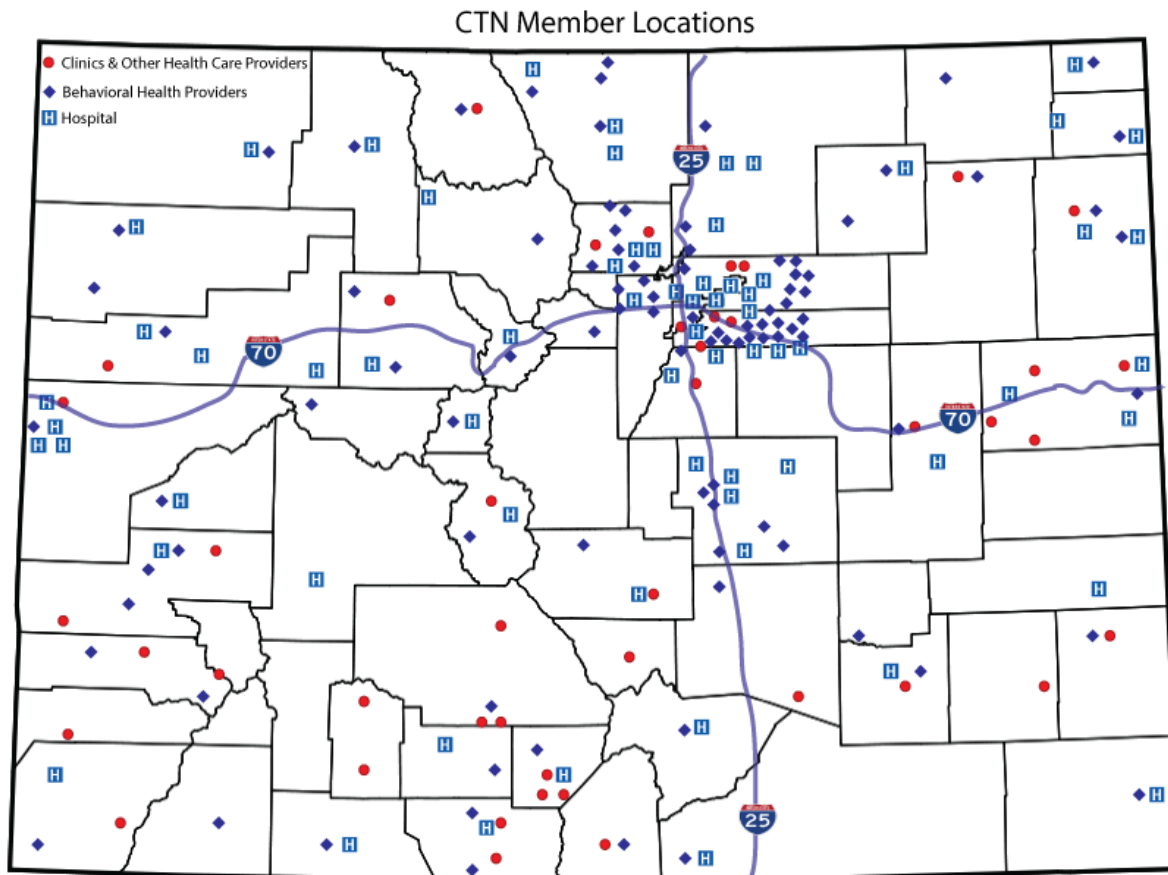 CTN Member Locations
Clinics & Other Health Care Providers
Behavioral Health Providers
H Hospital
25
70
70
25